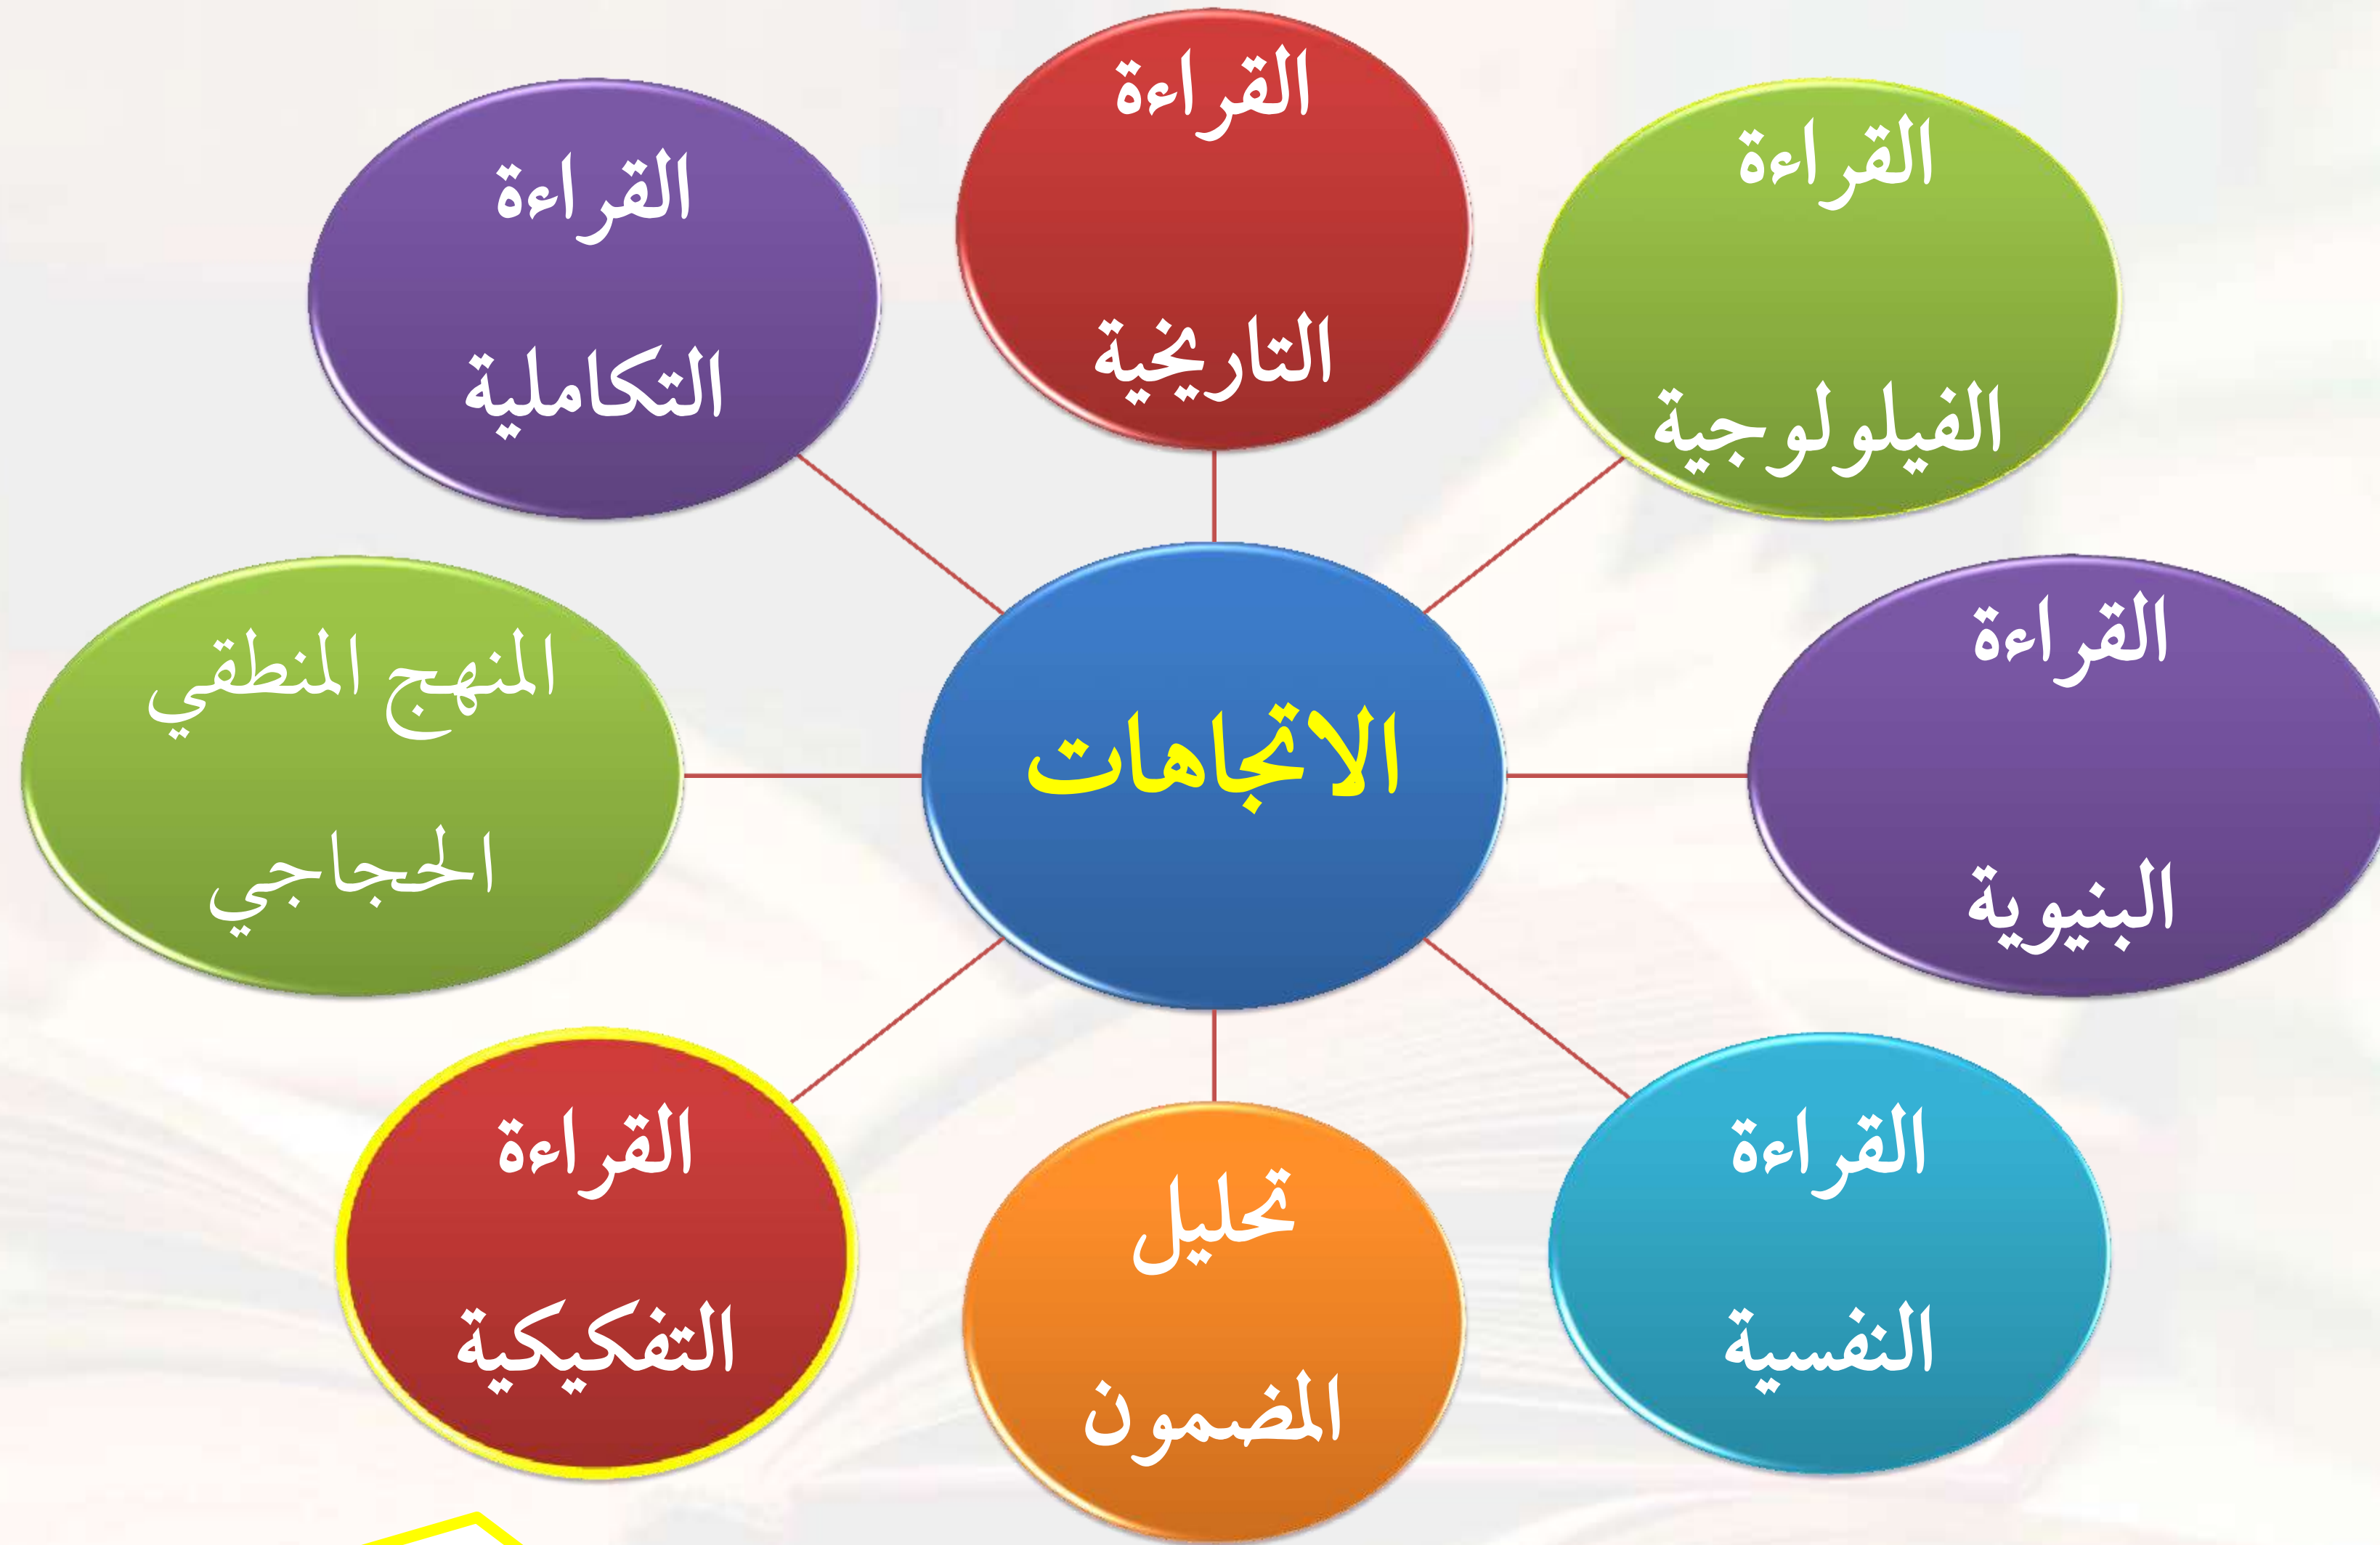 القراءة
التاريخية
القراءة
الفيلولوجية
القراءة
البنيوية
القراءة
النفسية
تحليل
المضمون
القراءة
التفكيكية
المنهج المنطقي
الحجاجي
القراءة
التكاملية
الاتجاهات